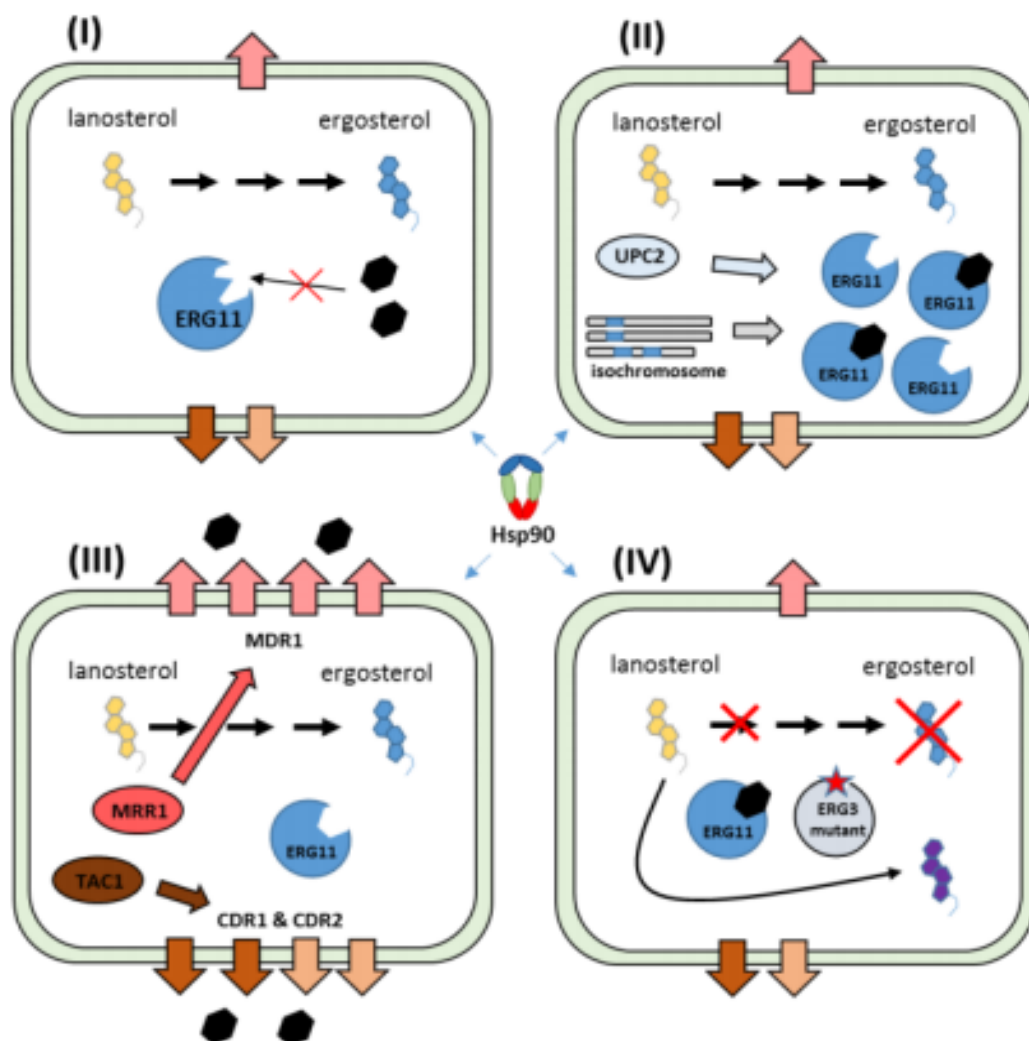 (I)
lanosterol
ergosterol
ERG11
(II)
lanosterol
ergosterol
UPC2
ERG11
ERG11
ERG11
ERG11
isochromosome
Hsp90
(III)
MDR1
lanosterol
ergosterol
MRR1
ERG11
TAC1
CDR1 & CDR2
(IV)
lanosterol
ergosterol
ERG11
ERG3
mutant